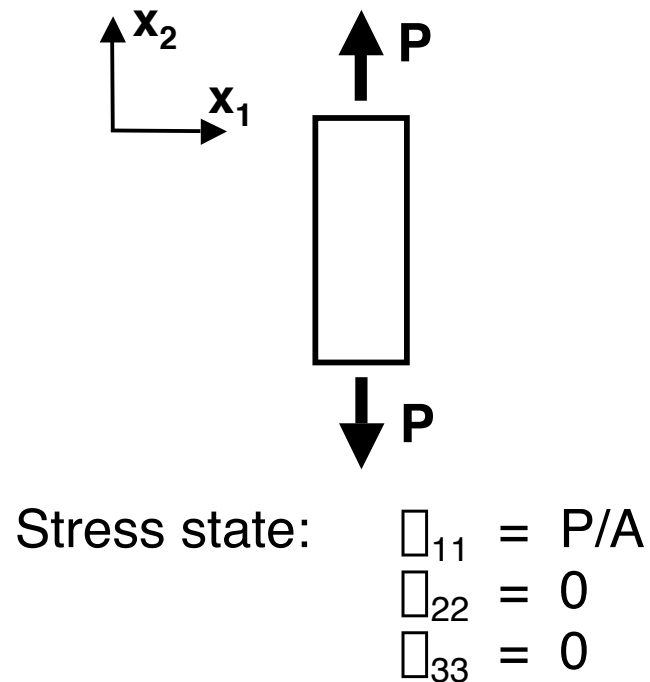 x₂
P
x₁
P
Stress state: □₁₁ = P/A
□₂₂ = 0
□₃₃ = 0